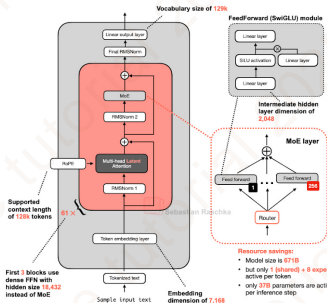 Vocabulary size of 129k
FeedForward (SwiGLU) module
Linear output layer
Final RMSNorm
MoE
RMSNorm 2
Multi-head Latent
Attention
RoPE
RMSNorm 1
Supported
context length
of 128k tokens
61 ×
Token embedding layer
Tokenized text
Sample input text
First 3 blocks use
dense FFN with
hidden size 18,432
instead of MoE
Embedding
dimension of 7,168
Linear layer
SiLU activation
Linear layer
Linear layer
Intermediate hidden
layer dimension of
2,048
MoE layer
Feed forward
1
Feed forward
256
Router
Sebastian Raschka
Resource savings:
• Model size is 671B
• but only 1 (shared) + 8 expe
active per token
• only 37B parameters are acti
per inference step